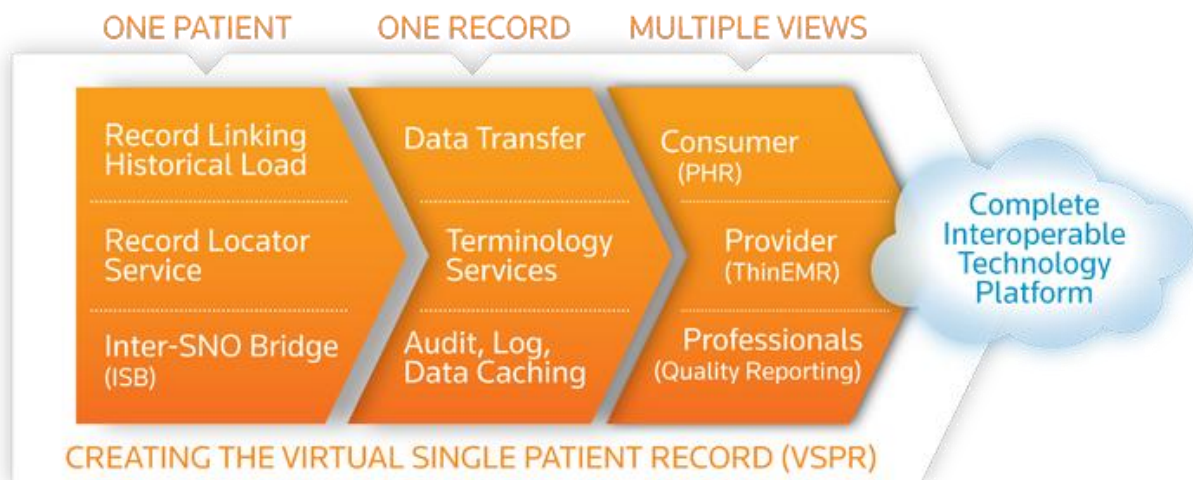 ONE PATIENT
ONE RECORD
MULTIPLE VIEWS
Record Linking
Historical Load
Record Locator
Service
Inter-SNO Bridge
(ISB)
Data Transfer
Terminology
Services
Audit, Log,
Data Caching
Consumer
(PHR)
Provider
(ThinEMR)
Professionals
(Quality Reporting)
Complete
Interoperable
Technology
Platform
CREATING THE VIRTUAL SINGLE PATIENT RECORD (VSPR)